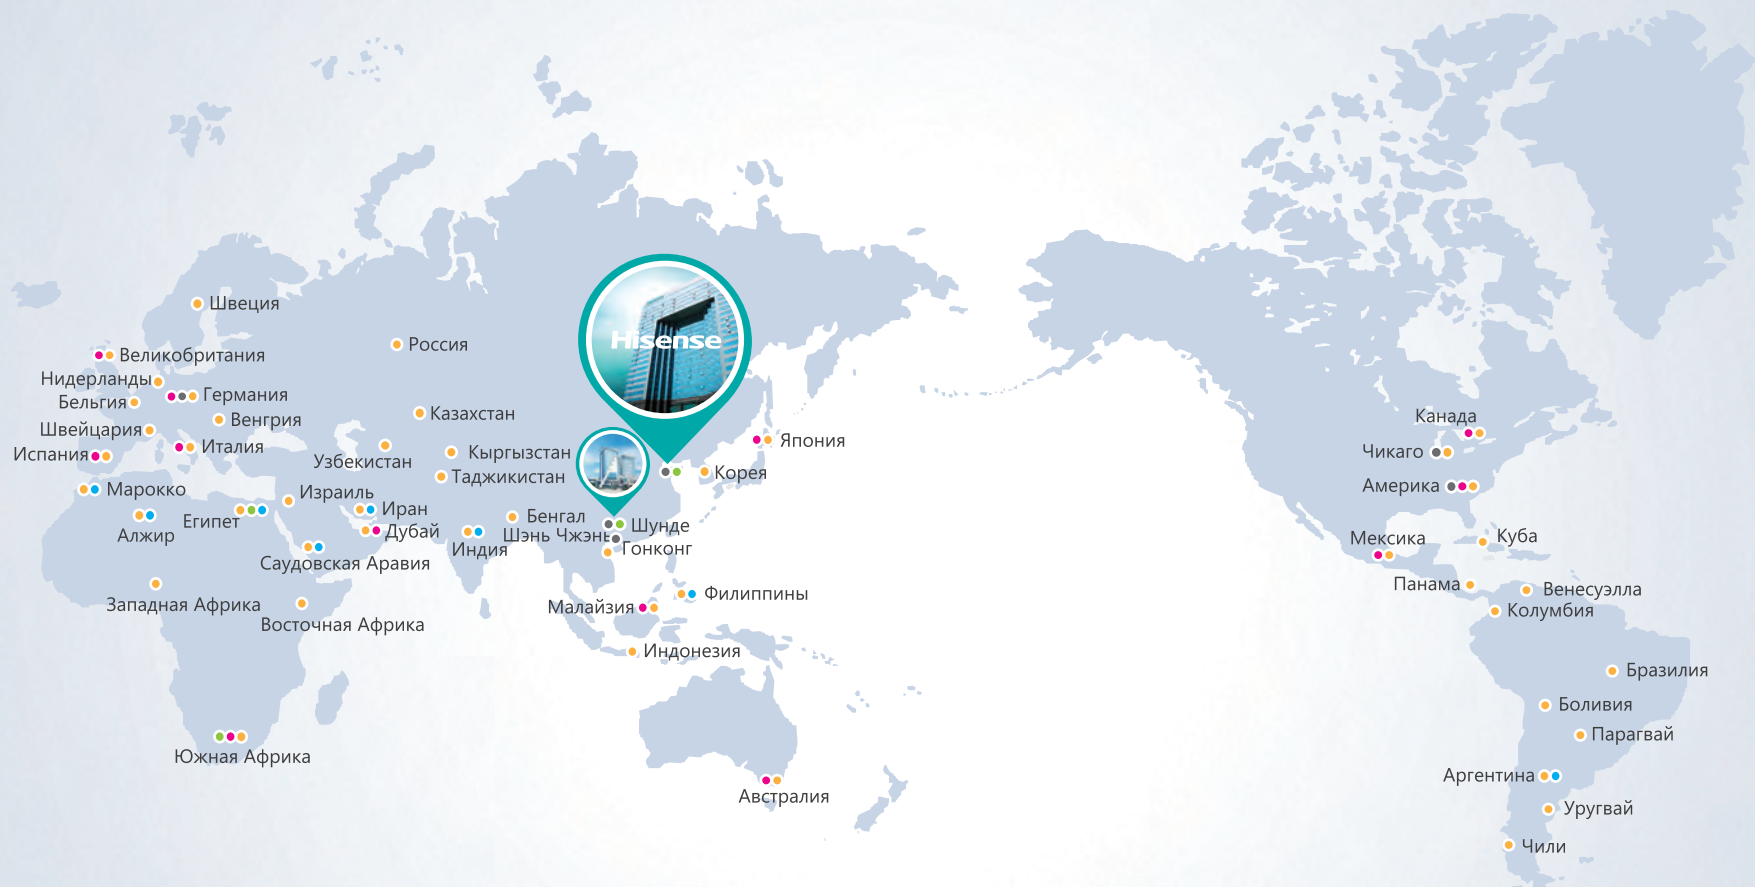 Швеция
Hisense
Россия
Великобритания
Нидерланды
Германия
Бельгия
Казахстан
Канада
Венгрия
Швейцария
Япония
Италия
Испания
Кыргызстан
Чикаго
Узбекистан
Таджикистан
Корея
Марокко
Израиль
Америка
Иран
Египет
Бенгал
Шунде
Дубай
Алжир
Шэнь Чжэнь
Куба
Мексика
Индия
Гонконг
Саудовская Аравия
Панама
Венесуэлла
Филиппины
Западная Африка
Малайзия
Колумбия
Восточная Африка
Индонезия
Бразилия
Боливия
Парагвай
Южная Африка
Аргентина
Австралия
Уругвай
Чили